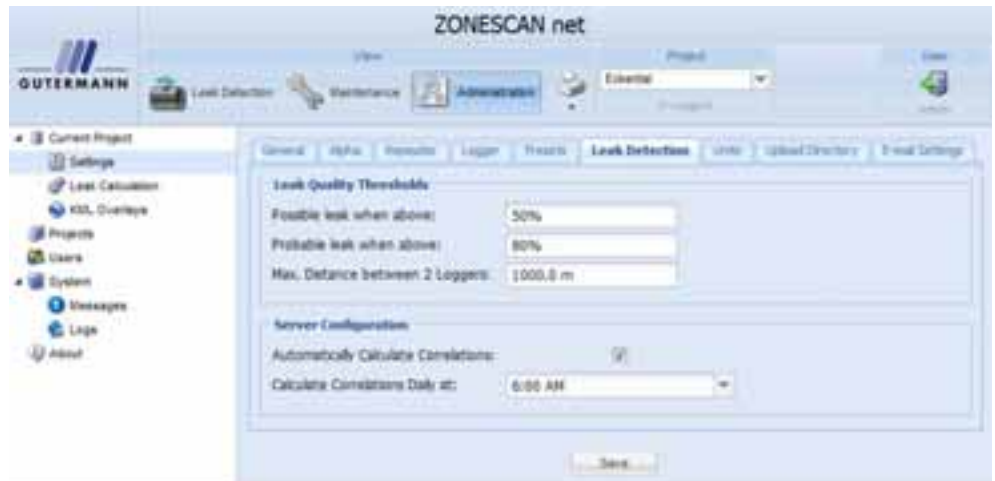 ZONESCAN net
GUTERMANN
View
Project
User
Leak Detection
Maintenance
Administration
Essential
Current Project
Settings
Leak Calculation
KML Overlays
Projects
Users
System
Messages
Logs
About
General
Alpha
Repeater
Logger
Presets
Leak Detection
Units
Upload Directory
E-mail Settings
Leak Quality Thresholds
Possible leak when above: 50%
Probable leak when above: 80%
Max. Distance between 2 Loggers: 1000.0 m
Server Configuration
Automatically Calculate Correlations:
Calculate Correlations Daily at: 6:00 AM
Save